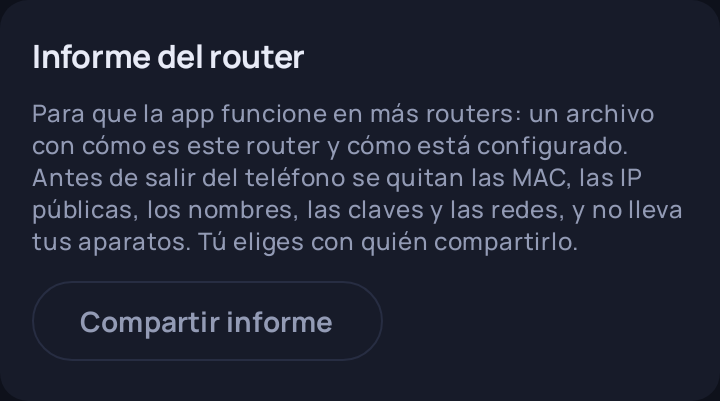 Informe del router
Para que la app funcione en más routers: un archivo
con cómo es este router y cómo está configurado.
Antes de salir del teléfono se quitan las MAC, las IP
públicas, los nombres, las claves y las redes, y no lleva
tus aparatos. Tú eliges con quién compartirlo.
Compartir informe